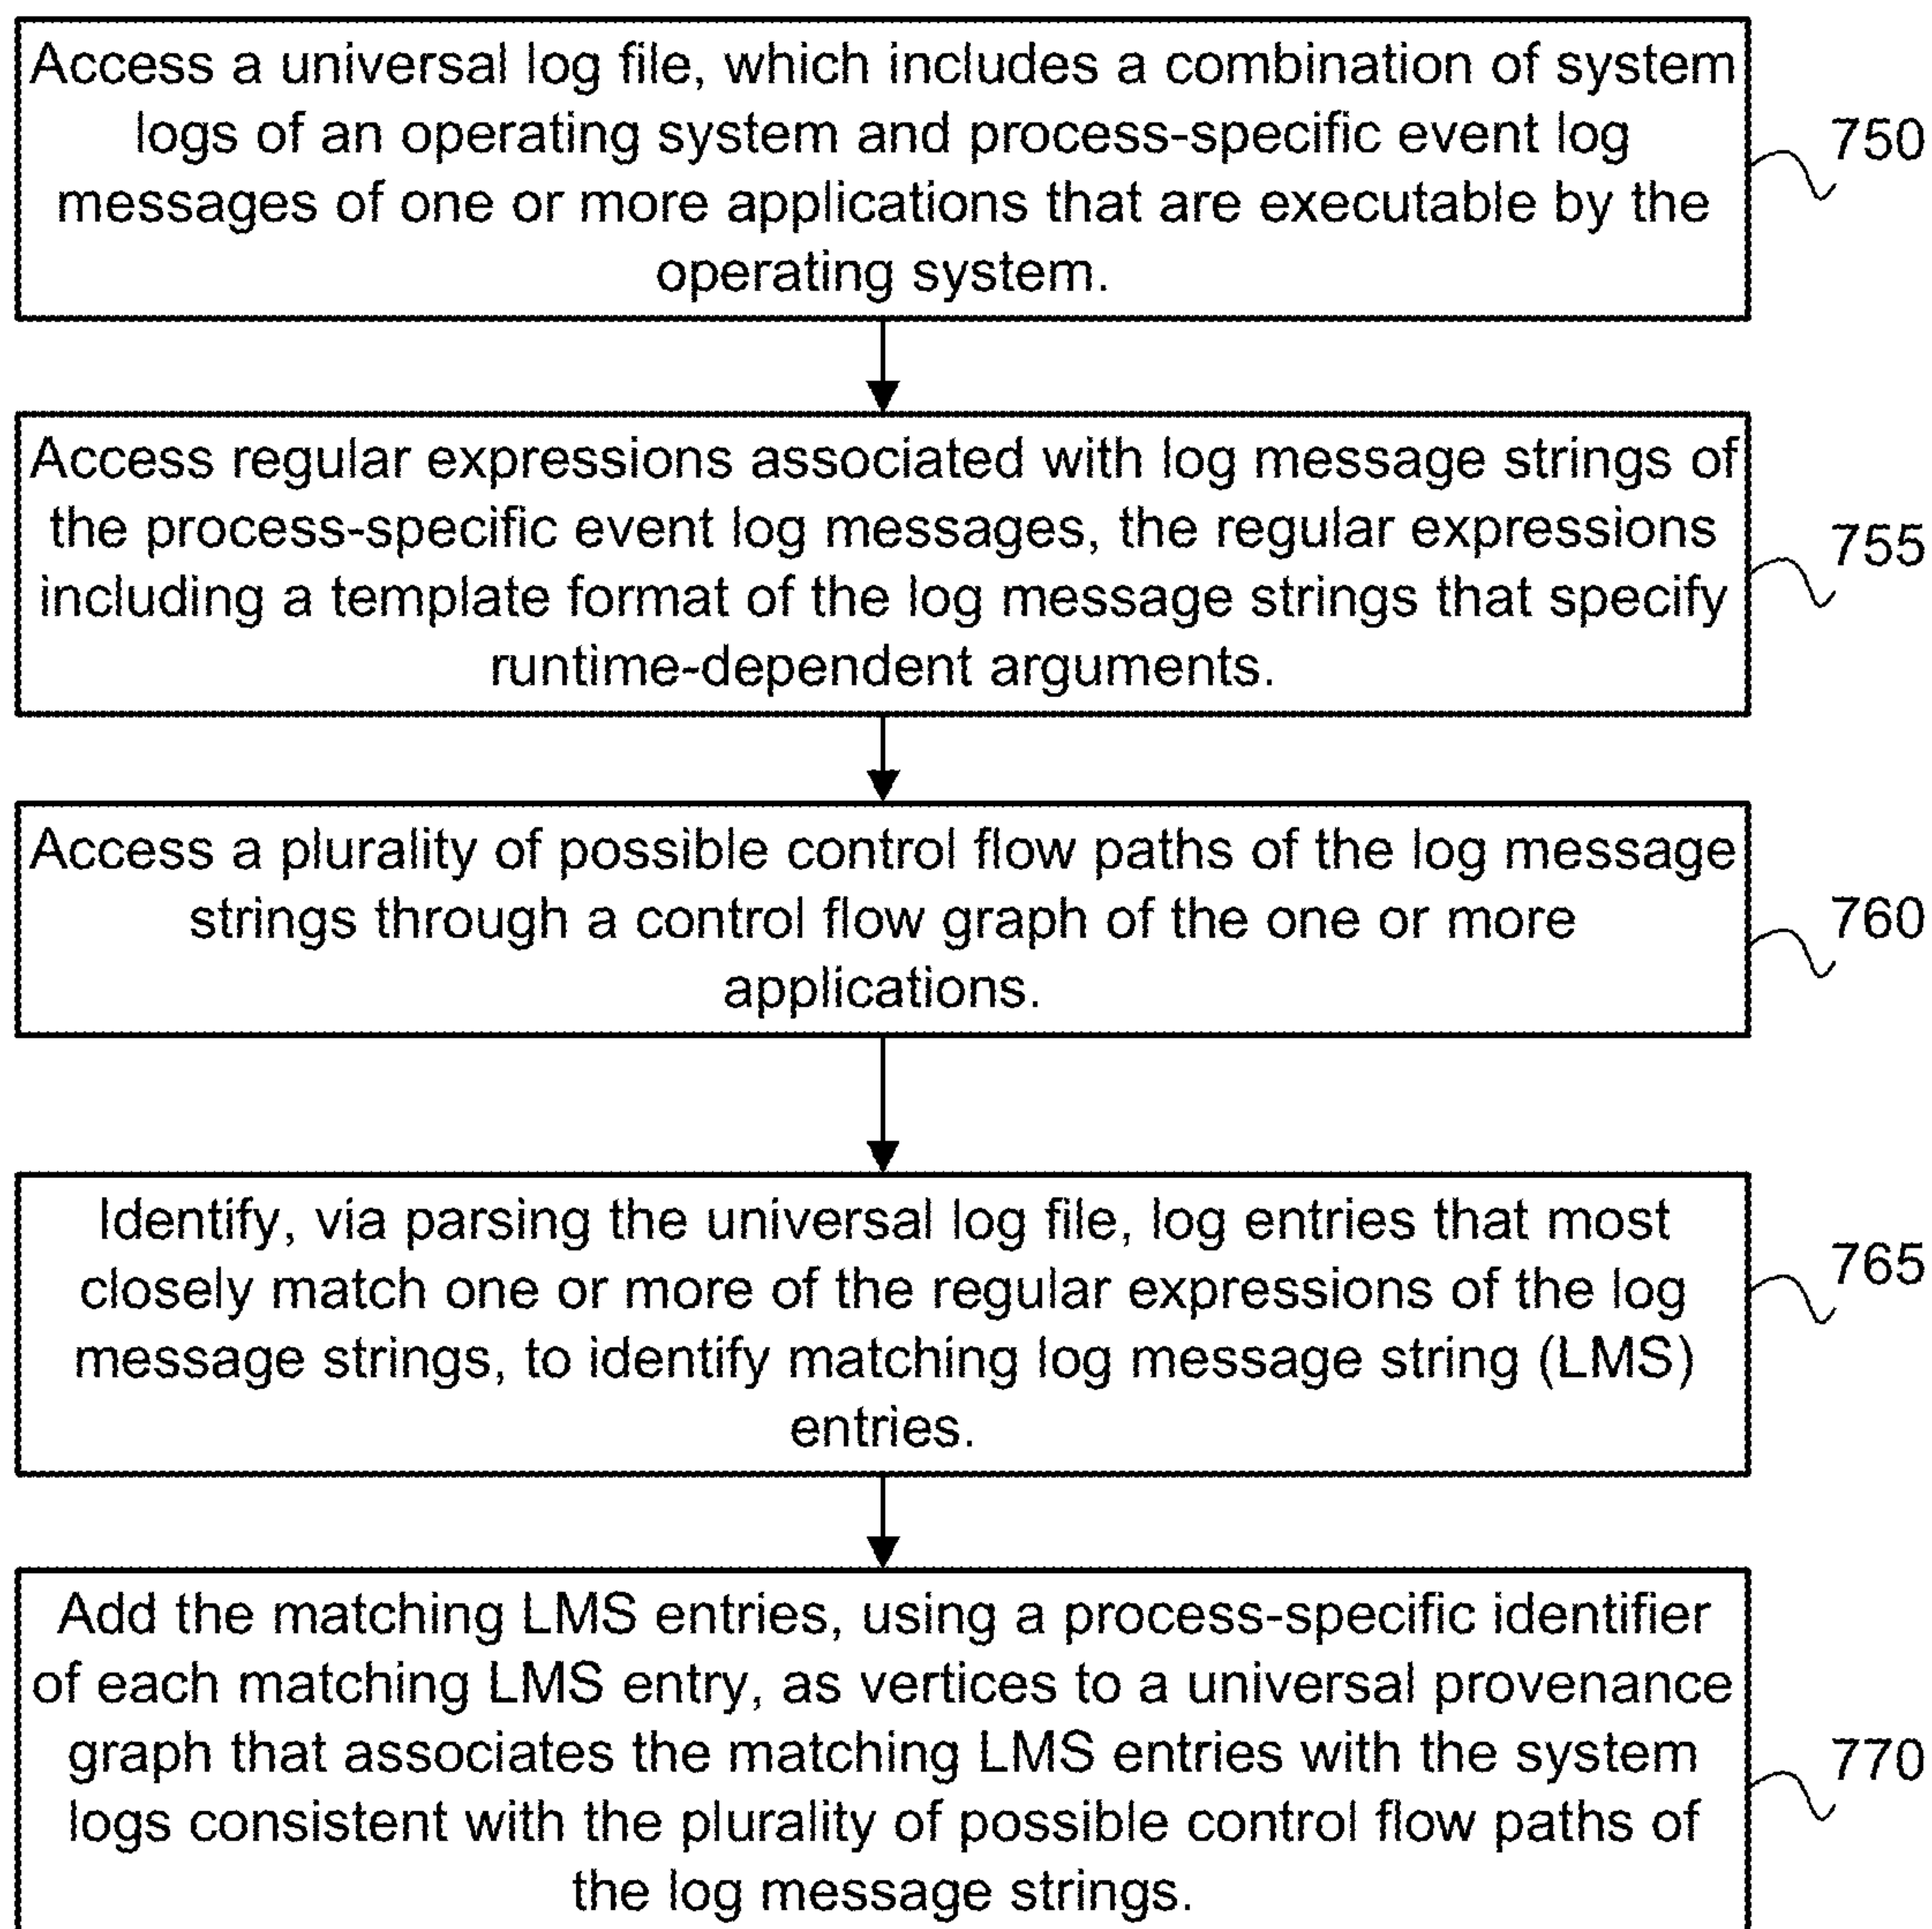 Access a universal log file, which includes a combination of system
logs of an operating system and process-specific event log
messages of one or more applications that are executable by the
operating system.
750
Access regular expressions associated with log message strings of
the process-specific event log messages, the regular expressions
including a template format of the log message strings that specify
runtime-dependent arguments.
755
Access a plurality of possible control flow paths of the log message
strings through a control flow graph of the one or more
applications.
760
Identify, via parsing the universal log file, log entries that most
closely match one or more of the regular expressions of the log
message strings, to identify matching log message string (LMS)
entries.
765
Add the matching LMS entries, using a process-specific identifier
of each matching LMS entry, as vertices to a universal provenance
graph that associates the matching LMS entries with the system
logs consistent with the plurality of possible control flow paths of
the log message strings.
770